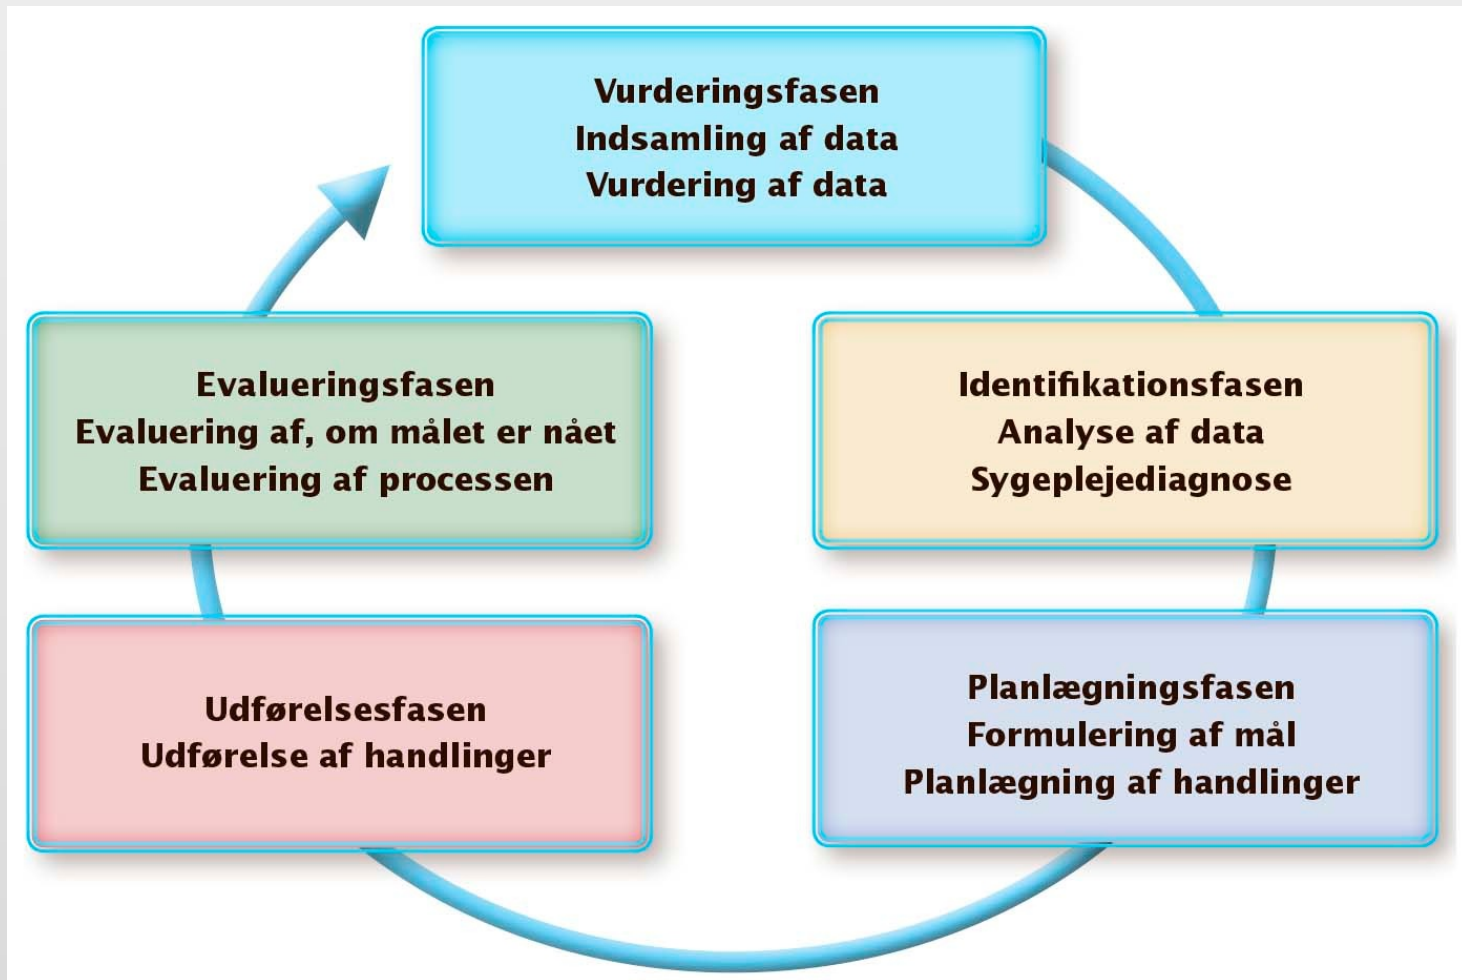 Vurderingsfasen
Indsamling af data
Vurdering af data
Identifikationsfasen
Analyse af data
Sygeplejediagnose
Planlægningsfasen
Formulering af mål
Planlægning af handlinger
Udførelsesfasen
Udførelse af handlinger
Evalueringsfasen
Evaluering af, om målet er nået
Evaluering af processen